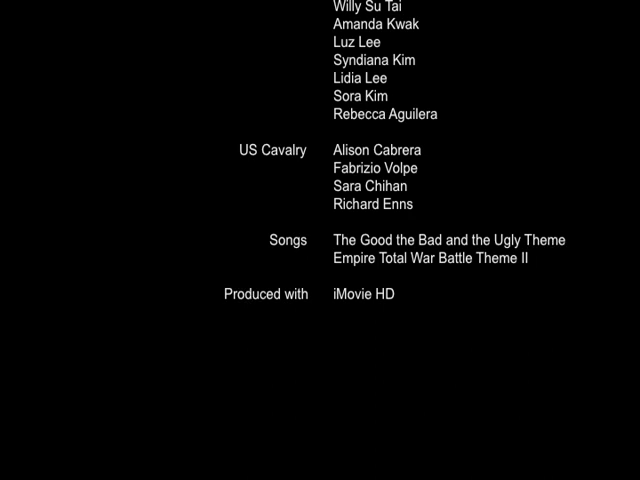 Willy Su Tai
Amanda Kwak
Luz Lee
Syndiana Kim
Lidia Lee
Sora Kim
Rebecca Aguilera
US Cavalry Alison Cabrera
Fabrizio Volpe
Sara Chihan
Richard Enns
Songs The Good the Bad and the Ugly Theme
Empire Total War Battle Theme II
Produced with iMovie HD